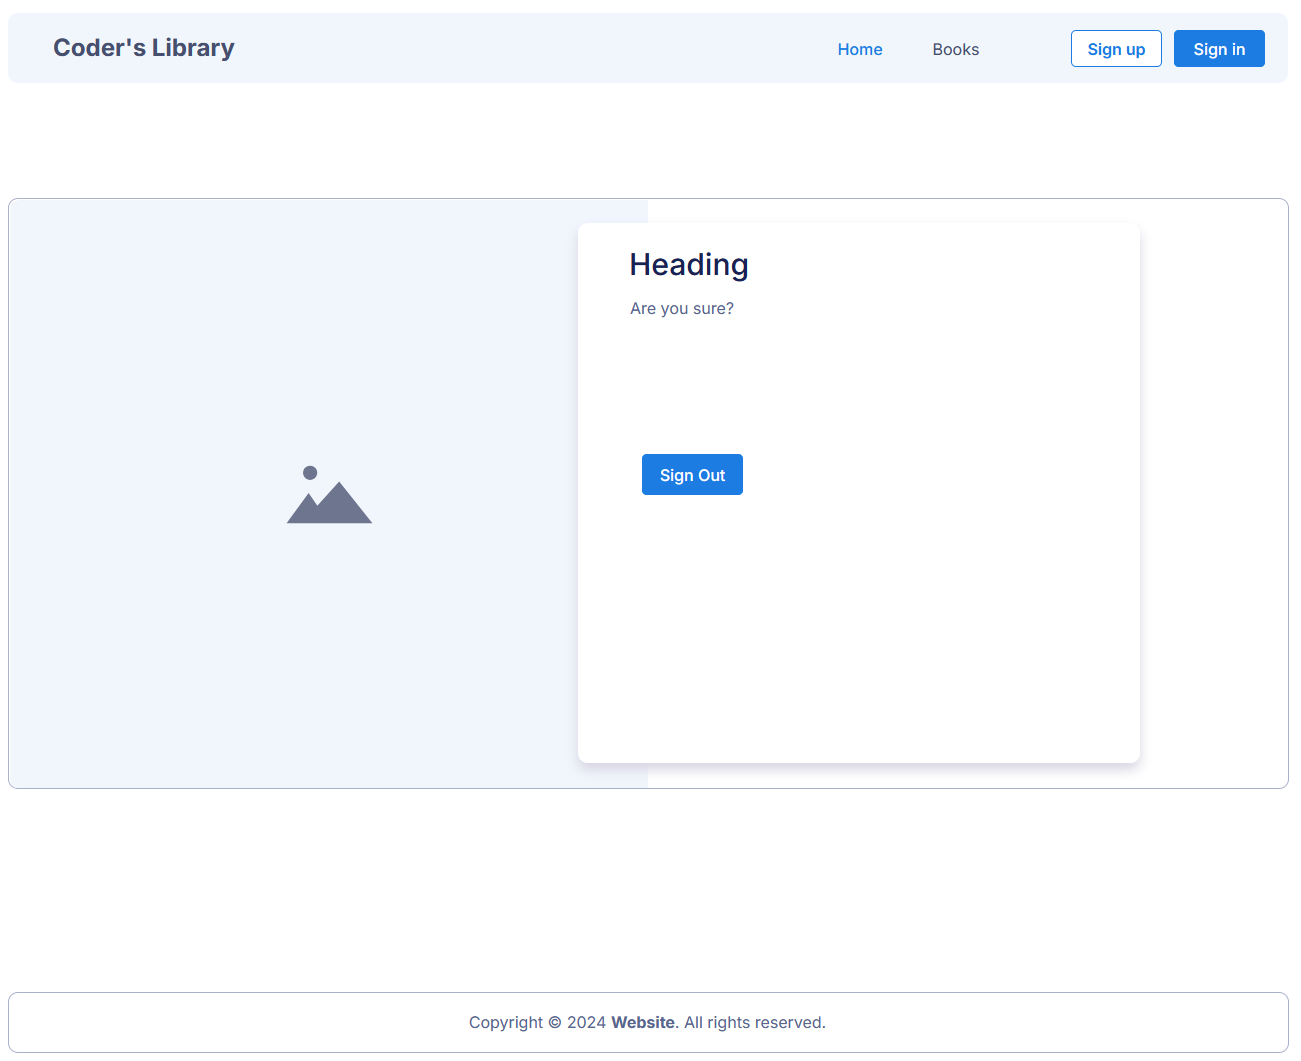 Coder's Library
Home
Books
Sign up
Sign in
Heading
Are you sure?
Sign Out
Copyright © 2024 Website. All rights reserved.